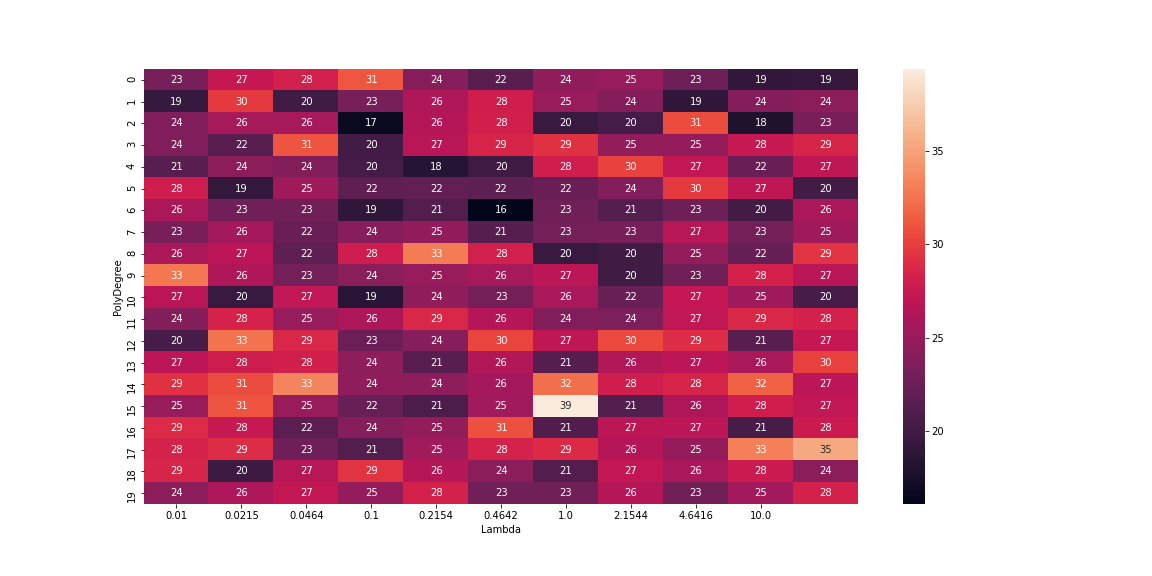 0 23 27 28 31 24 22 24 25 23 19 19
1 19 30 20 23 26 28 25 24 19 24 24
2 24 26 26 17 26 28 20 20 31 18 23
3 24 22 31 20 27 29 29 25 25 28 29
4 21 24 24 20 18 20 28 30 27 22 27
5 28 19 25 22 22 22 22 24 30 27 20
6 26 23 23 19 21 16 23 21 23 20 26
7 23 26 22 24 25 21 23 23 27 23 25
8 26 27 22 28 33 28 20 20 25 22 29
9 33 26 23 24 25 26 27 20 23 28 27
10 27 20 27 19 24 23 26 22 27 25 20
11 24 28 25 26 29 26 24 24 27 29 28
12 20 33 29 23 24 30 27 30 29 21 27
13 27 28 28 24 21 26 21 26 27 26 30
14 29 31 33 24 24 26 32 28 28 32 27
15 25 31 25 22 21 25 39 21 26 28 27
16 29 28 22 24 25 31 21 27 27 21 28
17 28 29 23 21 25 28 29 26 25 33 35
18 29 20 27 29 26 24 21 27 26 28 24
19 24 26 27 25 28 23 23 26 23 25 28
PolyDegree
0.01 0.0215 0.0464 0.1 0.2154 0.4642 1.0 2.1544 4.6416 10.0
Lambda
35
30
25
20